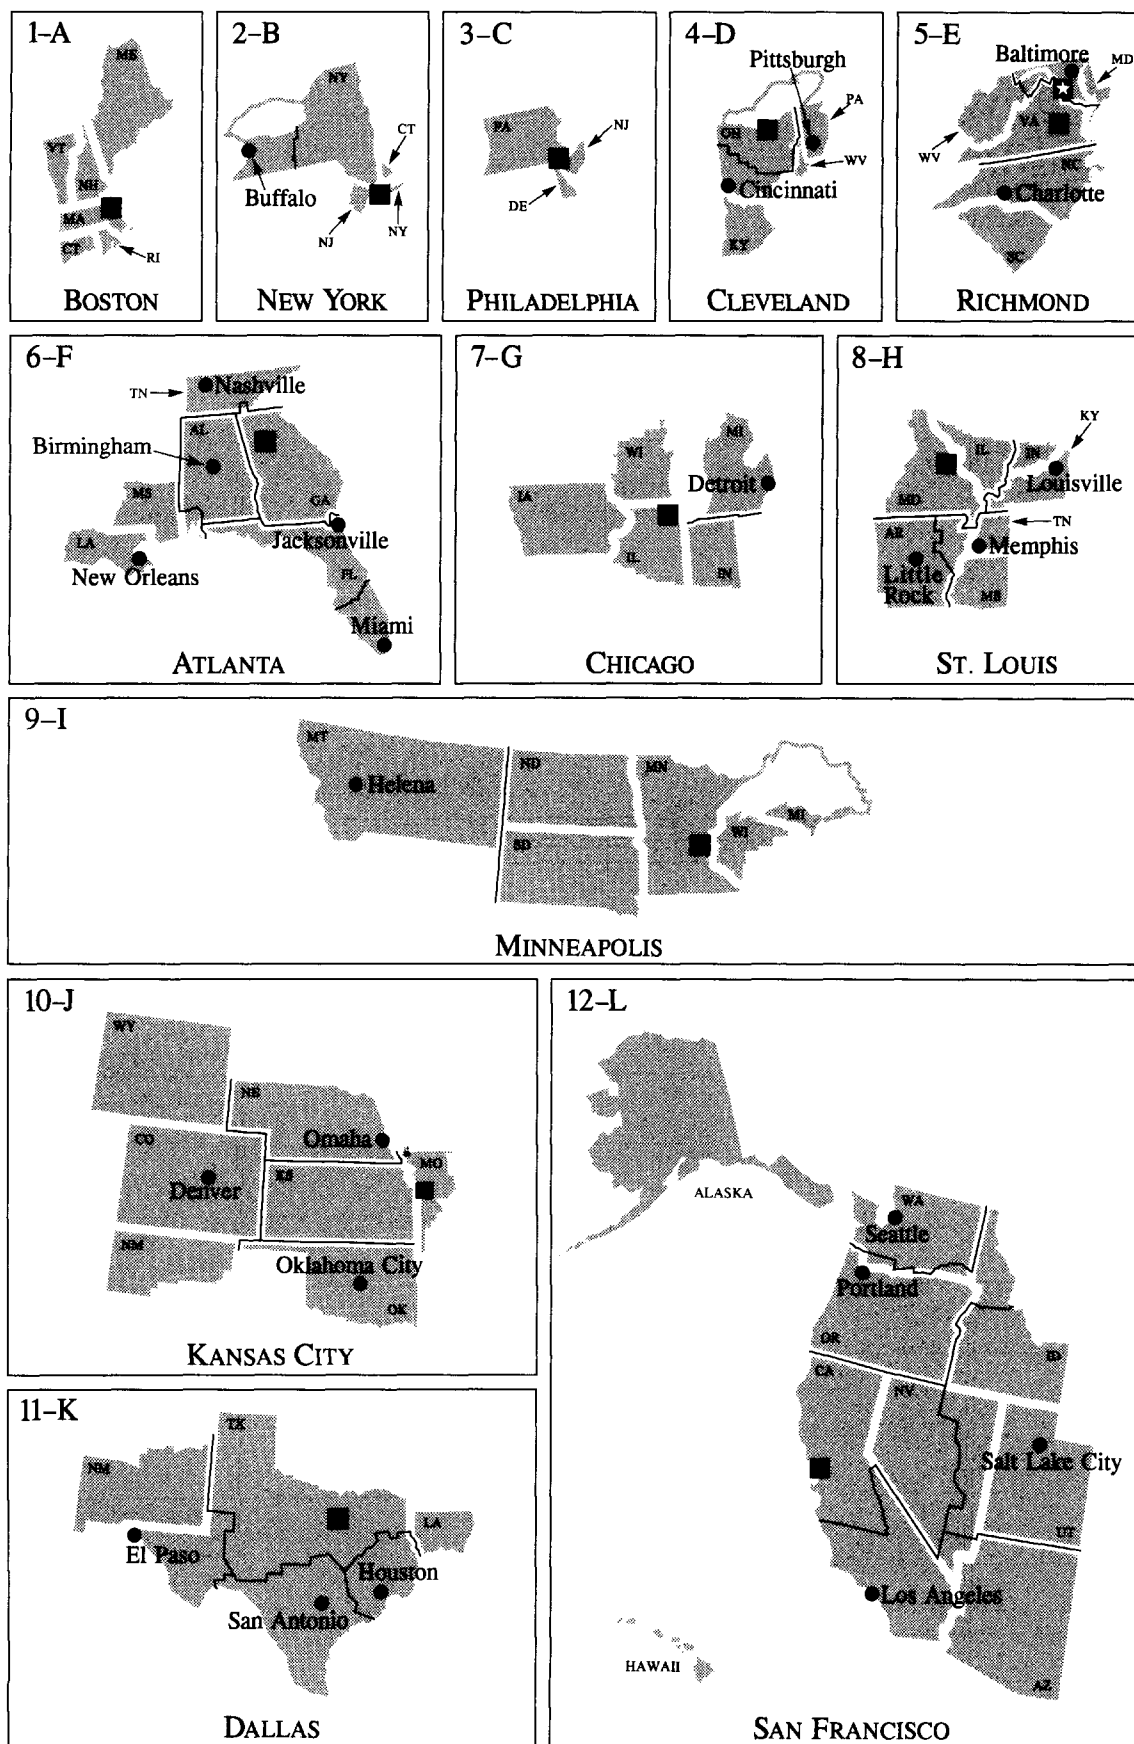 1–A
ME
VT
NH
MA
CT
RI
BOSTON
2–B
NY
CT
Buffalo
NJ
NY
NEW YORK
3–C
PA
NJ
DE
PHILADELPHIA
4–D
Pittsburgh
PA
OH
WV
Cincinnati
KY
CLEVELAND
5–E
Baltimore
MD
VA
WV
NC
Charlotte
SC
RICHMOND
6–F
TN
Nashville
AL
Birmingham
MS
GA
LA
Jacksonville
New Orleans
FL
Miami
ATLANTA
7–G
MI
WI
Detroit
IA
IL
IN
CHICAGO
8–H
KY
IL
IN
Louisville
MO
TN
AR
Memphis
Little
Rock
MS
ST. LOUIS
9–I
MT
ND
MN
Helena
MI
WI
SD
MINNEAPOLIS
10–J
WY
NE
Omaha
CO
MO
KS
Denver
NM
Oklahoma City
OK
KANSAS CITY
11–K
TX
NM
LA
El Paso
Houston
San Antonio
DALLAS
12–L
ALASKA
WA
Seattle
Portland
OR
ID
CA
NV
Salt Lake City
UT
Los Angeles
HAWAII
AZ
SAN FRANCISCO